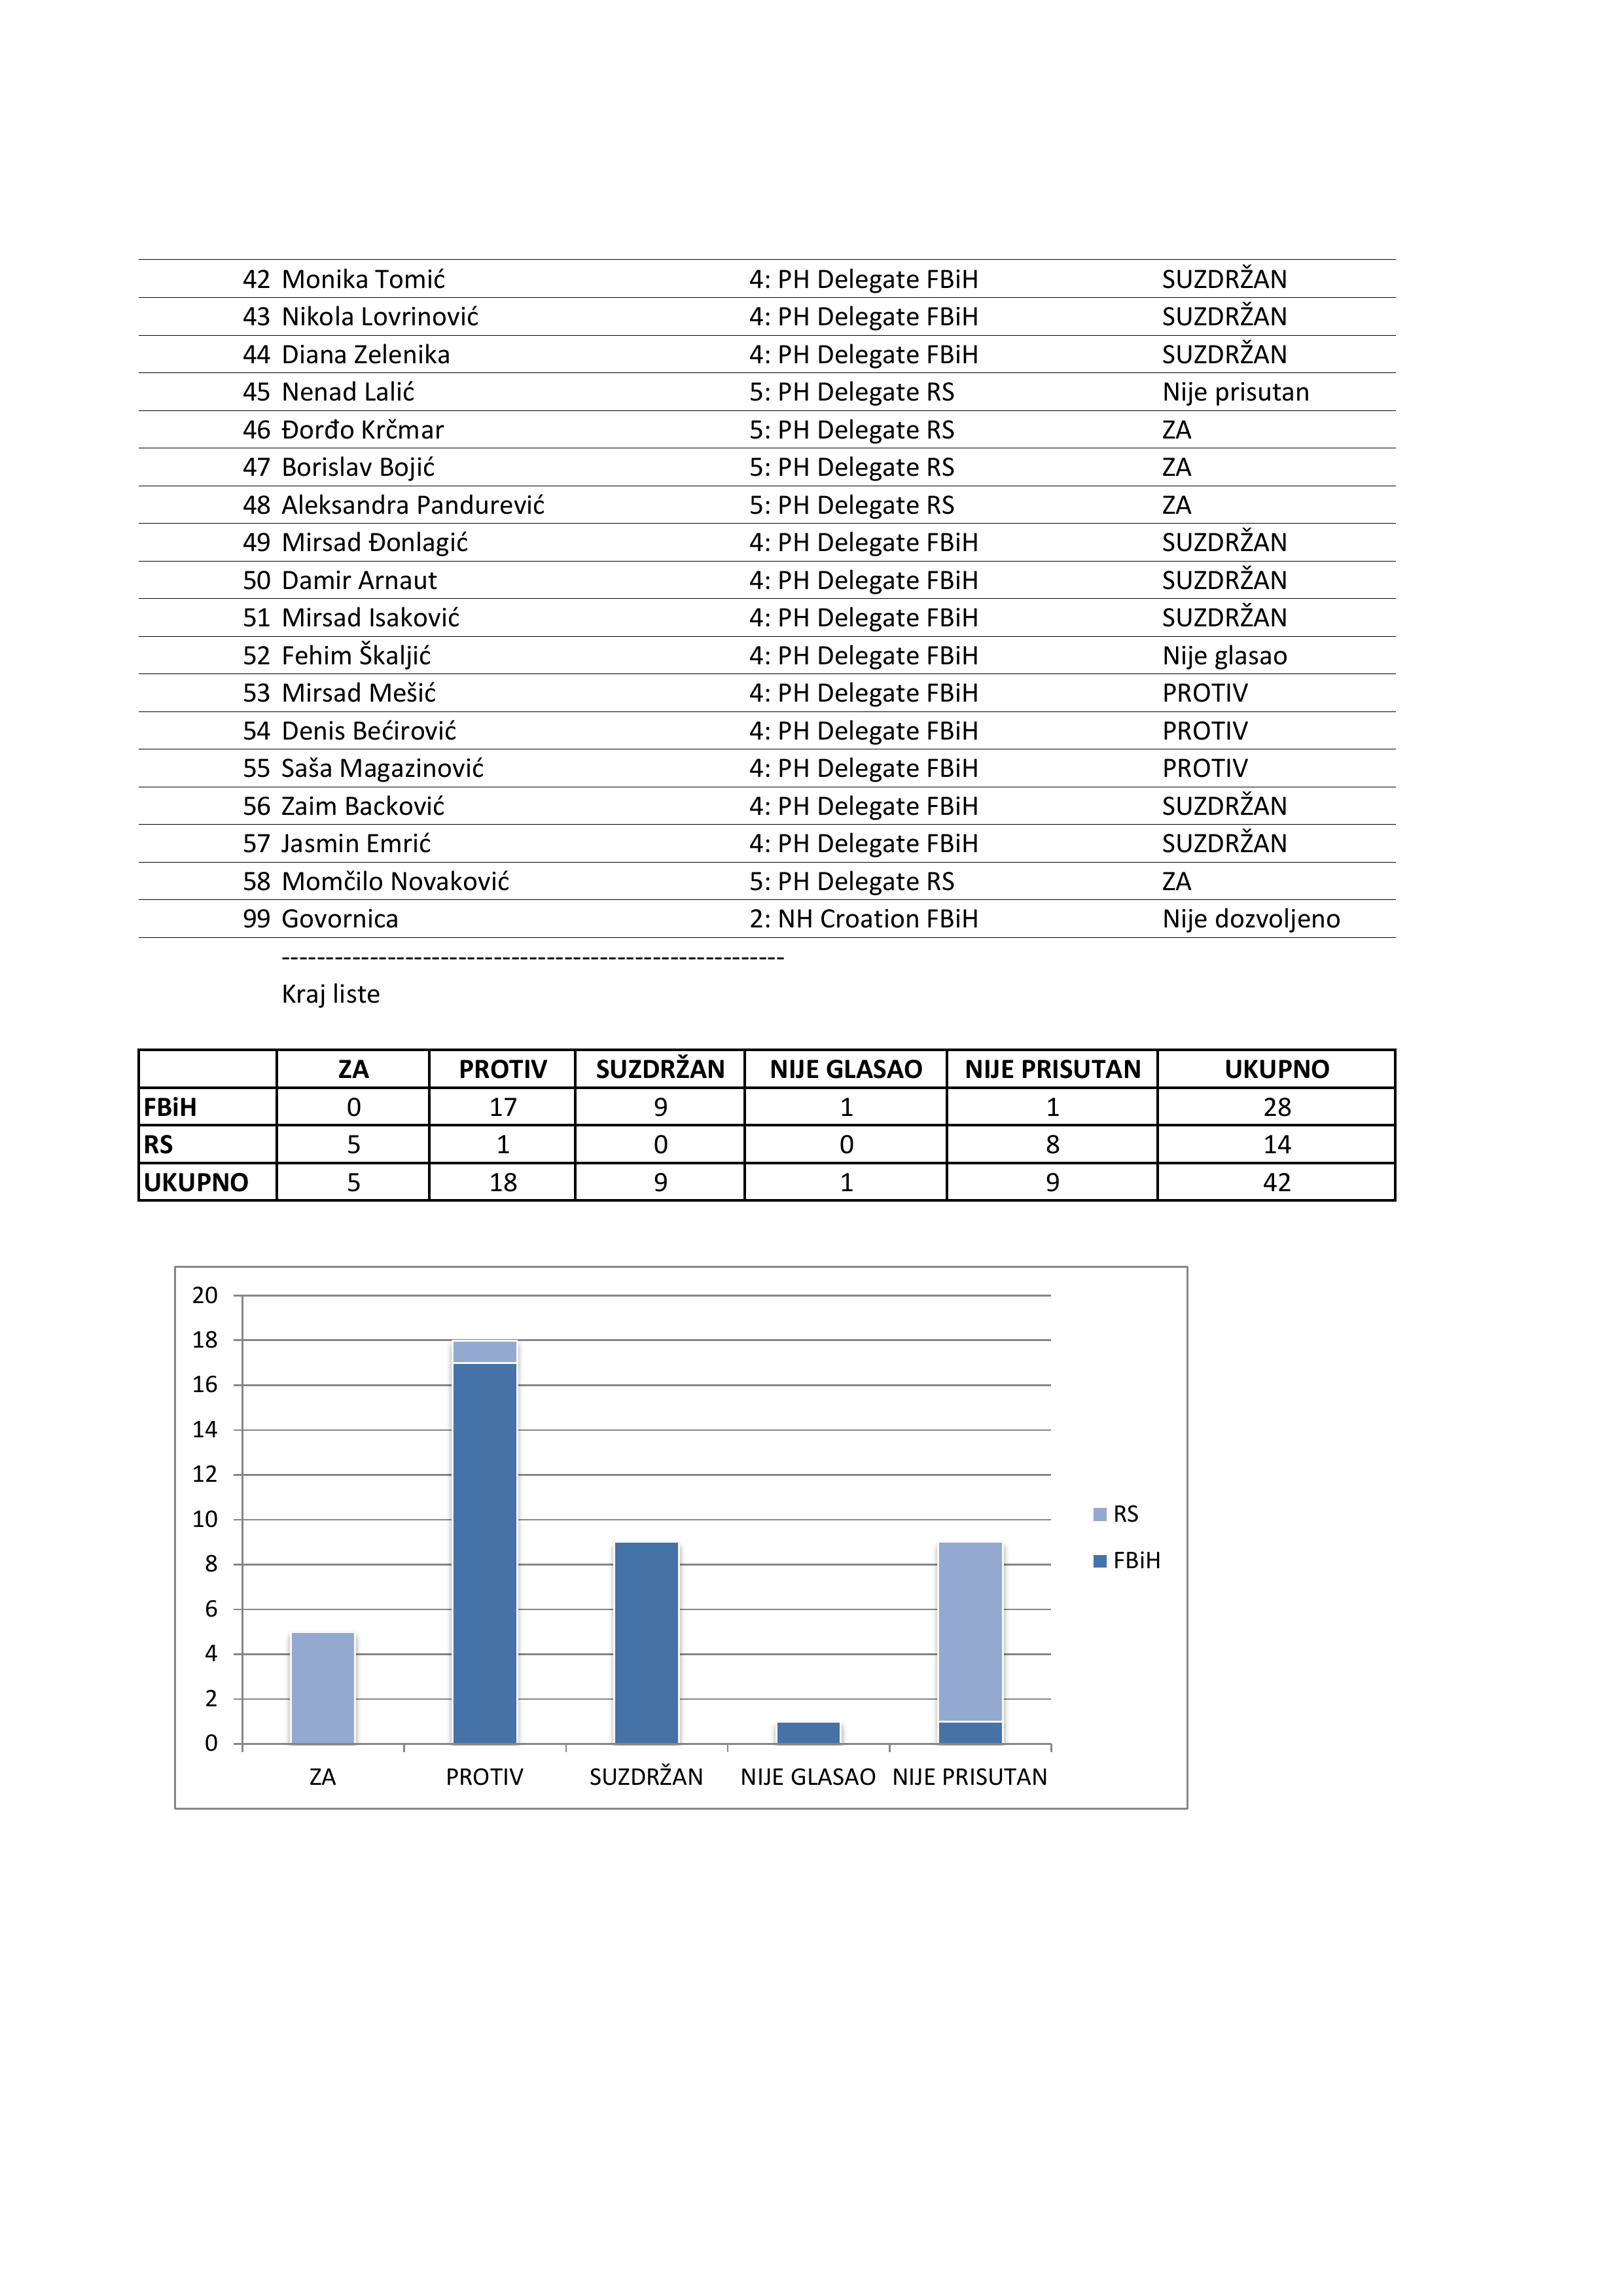 42 Monika Tomić 4: PH Delegate FBiH SUZDRŽAN
43 Nikola Lovrinović 4: PH Delegate FBiH SUZDRŽAN
44 Diana Zelenika 4: PH Delegate FBiH SUZDRŽAN
45 Nenad Lalić 5: PH Delegate RS Nije prisutan
46 Đorđo Krčmar 5: PH Delegate RS ZA
47 Borislav Bojić 5: PH Delegate RS ZA
48 Aleksandra Pandurević 5: PH Delegate RS ZA
49 Mirsad Đonlagić 4: PH Delegate FBiH SUZDRŽAN
50 Damir Arnaut 4: PH Delegate FBiH SUZDRŽAN
51 Mirsad Isaković 4: PH Delegate FBiH SUZDRŽAN
52 Fehim Škaljić 4: PH Delegate FBiH Nije glasao
53 Mirsad Mešić 4: PH Delegate FBiH PROTIV
54 Denis Bećirović 4: PH Delegate FBiH PROTIV
55 Saša Magazinović 4: PH Delegate FBiH PROTIV
56 Zaim Backović 4: PH Delegate FBiH SUZDRŽAN
57 Jasmin Emrić 4: PH Delegate FBiH SUZDRŽAN
58 Momčilo Novaković 5: PH Delegate RS ZA
99 Govornica 2: NH Croation FBiH Nije dozvoljeno
---------------------------------------------------------
Kraj liste
ZA PROTIV SUZDRŽAN NIJE GLASAO NIJE PRISUTAN UKUPNO
FBiH 0 17 9 1 1 28
RS 5 1 0 0 8 14
UKUPNO 5 18 9 1 9 42
20
18
16
14
12
10
8
6
4
2
0
ZA PROTIV SUZDRŽAN NIJE GLASAO NIJE PRISUTAN
RS
FBiH